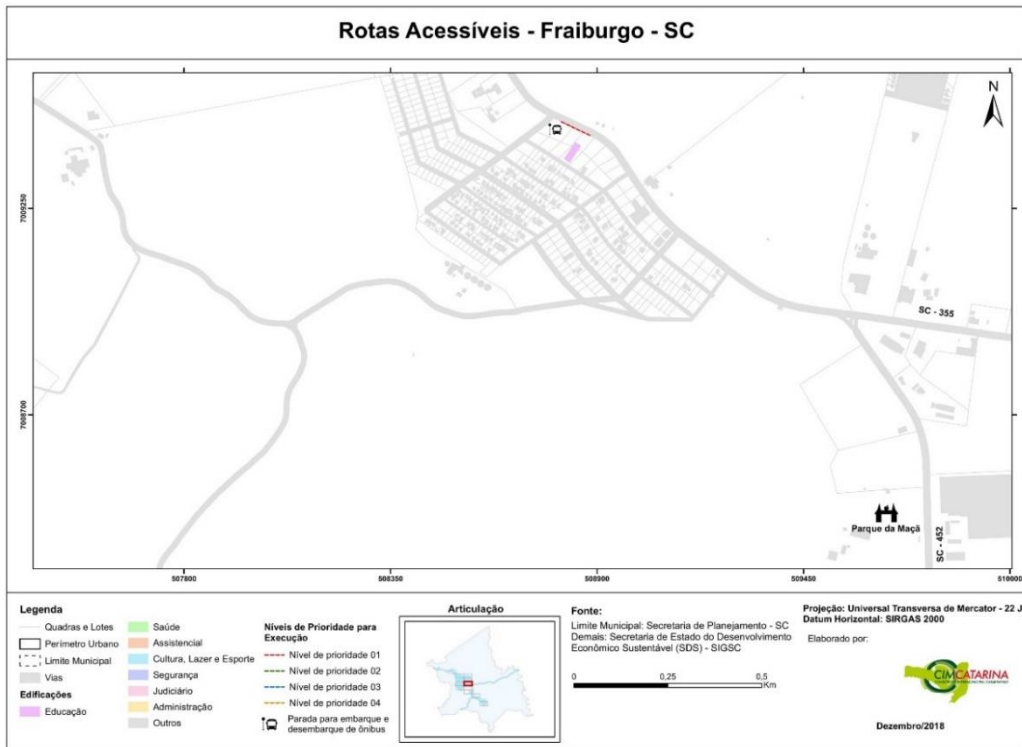 Rotas Acessíveis - Fraiburgo - SC
N
7009250
SC - 355
7008700
Parque da Maçã
SC - 452
507800
508350
508900
509450
510000
Legenda
Quadras e Lotes
Perímetro Urbano
Limite Municipal
Vias
Edificações
Educação
Saúde
Assistencial
Cultura, Lazer e Esporte
Segurança
Judiciário
Administração
Outros
Níveis de Prioridade para
Execução
Nível de prioridade 01
Nível de prioridade 02
Nível de prioridade 03
Nível de prioridade 04
Parada para embarque e
desembarque de ônibus
Articulação
Fonte:
Limite Municipal: Secretaria de Planejamento - SC
Demais: Secretaria de Estado do Desenvolvimento
Econômico Sustentável (SDS) - SIGSC
0 0,25 0,5
Km
Projeção: Universal Transversa de Mercator - 22 J
Datum Horizontal: SIRGAS 2000
Elaborado por:
CIMCATARINA
Dezembro/2018